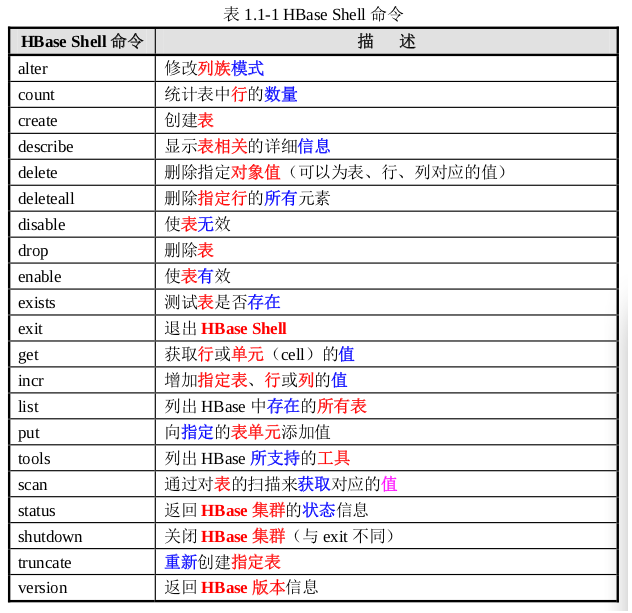 表 1.1-1 HBase Shell 命令
HBase Shell 命令 描 述
alter 修改列族模式
count 统计表中行的数量
create 创建表
describe 显示表相关的详细信息
delete 删除指定对象值（可以为表、行、列对应的值）
deleteall 删除指定行的所有元素
disable 使表无效
drop 删除表
enable 使表有效
exists 测试表是否存在
exit 退出 HBase Shell
get 获取行或单元（cell）的值
incr 增加指定表、行或列的值
list 列出 HBase 中存在的所有表
put 向指定的表单元添加值
tools 列出 HBase 所支持的工具
scan 通过对表的扫描来获取对应的值
status 返回 HBase 集群的状态信息
shutdown 关闭 HBase 集群（与 exit 不同）
truncate 重新创建指定表
version 返回 HBase 版本信息